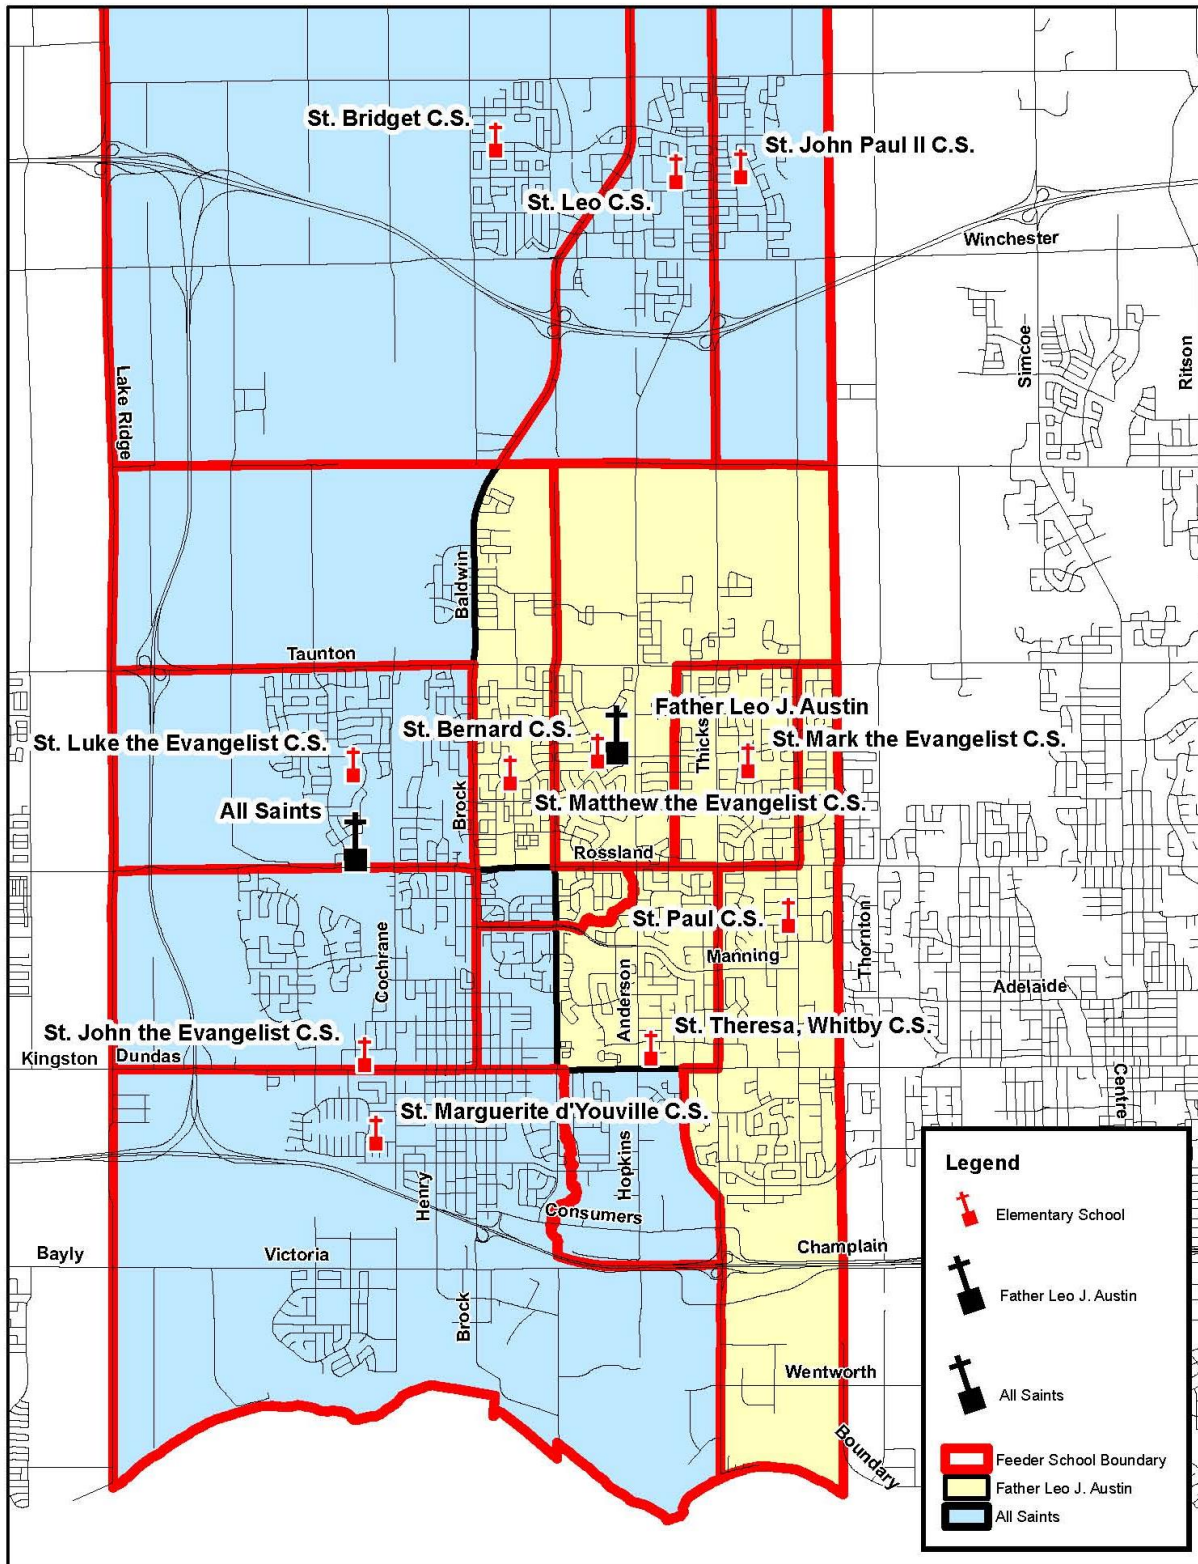 St. Bridget C.S.
St. John Paul II C.S.
St. Leo C.S.
Winchester
Simcoe
Ritson
Lake Ridge
Baldwin
Taunton
Father Leo J. Austin
St. Bernard C.S.
Thicks
St. Luke the Evangelist C.S.
St. Mark the Evangelist C.S.
Brock
St. Matthew the Evangelist C.S.
All Saints
Rossland
St. Paul C.S.
Cochrane
Manning
Thornton
Anderson
Adelaide
St. John the Evangelist C.S.
St. Theresa, Whitby C.S.
Kingston
Dundas
Centre
St. Marguerite d'Youville C.S.
Hopkins
Henry
Consumers
Bayly
Victoria
Champlain
Brock
Wentworth
Boundary
Legend
Elementary School
Father Leo J. Austin
All Saints
Feeder School Boundary
Father Leo J. Austin
All Saints